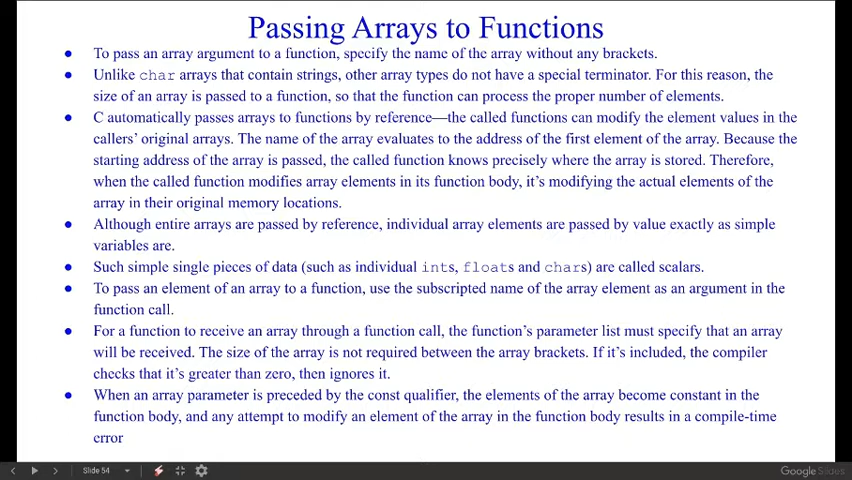 Passing Arrays to Functions
● To pass an array argument to a function, specify the name of the array without any brackets.
● Unlike char arrays that contain strings, other array types do not have a special terminator. For this reason, the
size of an array is passed to a function, so that the function can process the proper number of elements.
● C automatically passes arrays to functions by reference—the called functions can modify the element values in the
callers' original arrays. The name of the array evaluates to the address of the first element of the array. Because the
starting address of the array is passed, the called function knows precisely where the array is stored. Therefore,
when the called function modifies array elements in its function body, it's modifying the actual elements of the
array in their original memory locations.
● Although entire arrays are passed by reference, individual array elements are passed by value exactly as simple
variables are.
● Such simple single pieces of data (such as individual ints, floats and chars) are called scalars.
● To pass an element of an array to a function, use the subscripted name of the array element as an argument in the
function call.
● For a function to receive an array through a function call, the function's parameter list must specify that an array
will be received. The size of the array is not required between the array brackets. If it's included, the compiler
checks that it's greater than zero, then ignores it.
● When an array parameter is preceded by the const qualifier, the elements of the array become constant in the
function body, and any attempt to modify an element of the array in the function body results in a compile-time
error
Slide 54
Google Slides